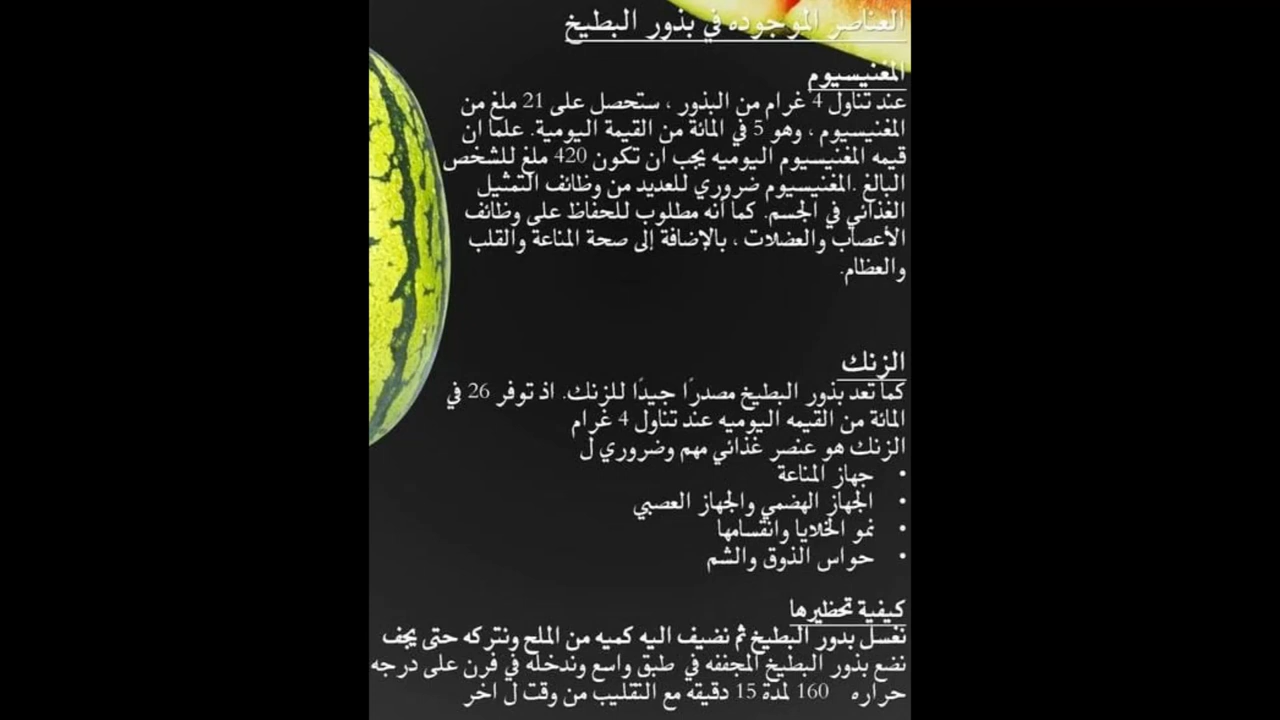 العناصر الموجوده في بذور البطيخ
المغنيسيوم
عند تناول 4 غرام من البذور ، ستحصل على 21 ملغ من
المغنيسيوم ، وهو 5 في المائة من القيمة اليومية. علما ان
قيمه المغنيسيوم اليوميه يجب ان تكون 420 ملغ للشخص
البالغ .المغنيسيوم ضروري للعديد من وظائف التمثيل
الغذائي في الجسم. كما أنه مطلوب للحفاظ على وظائف
الأعصاب والعضلات ، بالإضافة إلى صحة المناعة والقلب
والعظام.
الزنك
كما تعد بذور البطيخ مصدرًا جيدًا للزنك. اذ توفر 26 في
المائة من القيمه اليوميه عند تناول 4 غرام
الزنك هو عنصر غذائي مهم وضروري ل
• جهاز المناعة
• الجهاز الهضمي والجهاز العصبي
• نمو الخلايا وانقسامها
• حواس الذوق والشم
كيفية تحظيرها
نغسل بدور البطيخ ثم نضيف اليه كميه من الملح ونتركه حتى يجف
نضع بذور البطيخ المجففه في طبق واسع وندخله في فرن على درجه
حراره 160 لمدة 15 دقيقه مع التقليب من وقت ل اخر